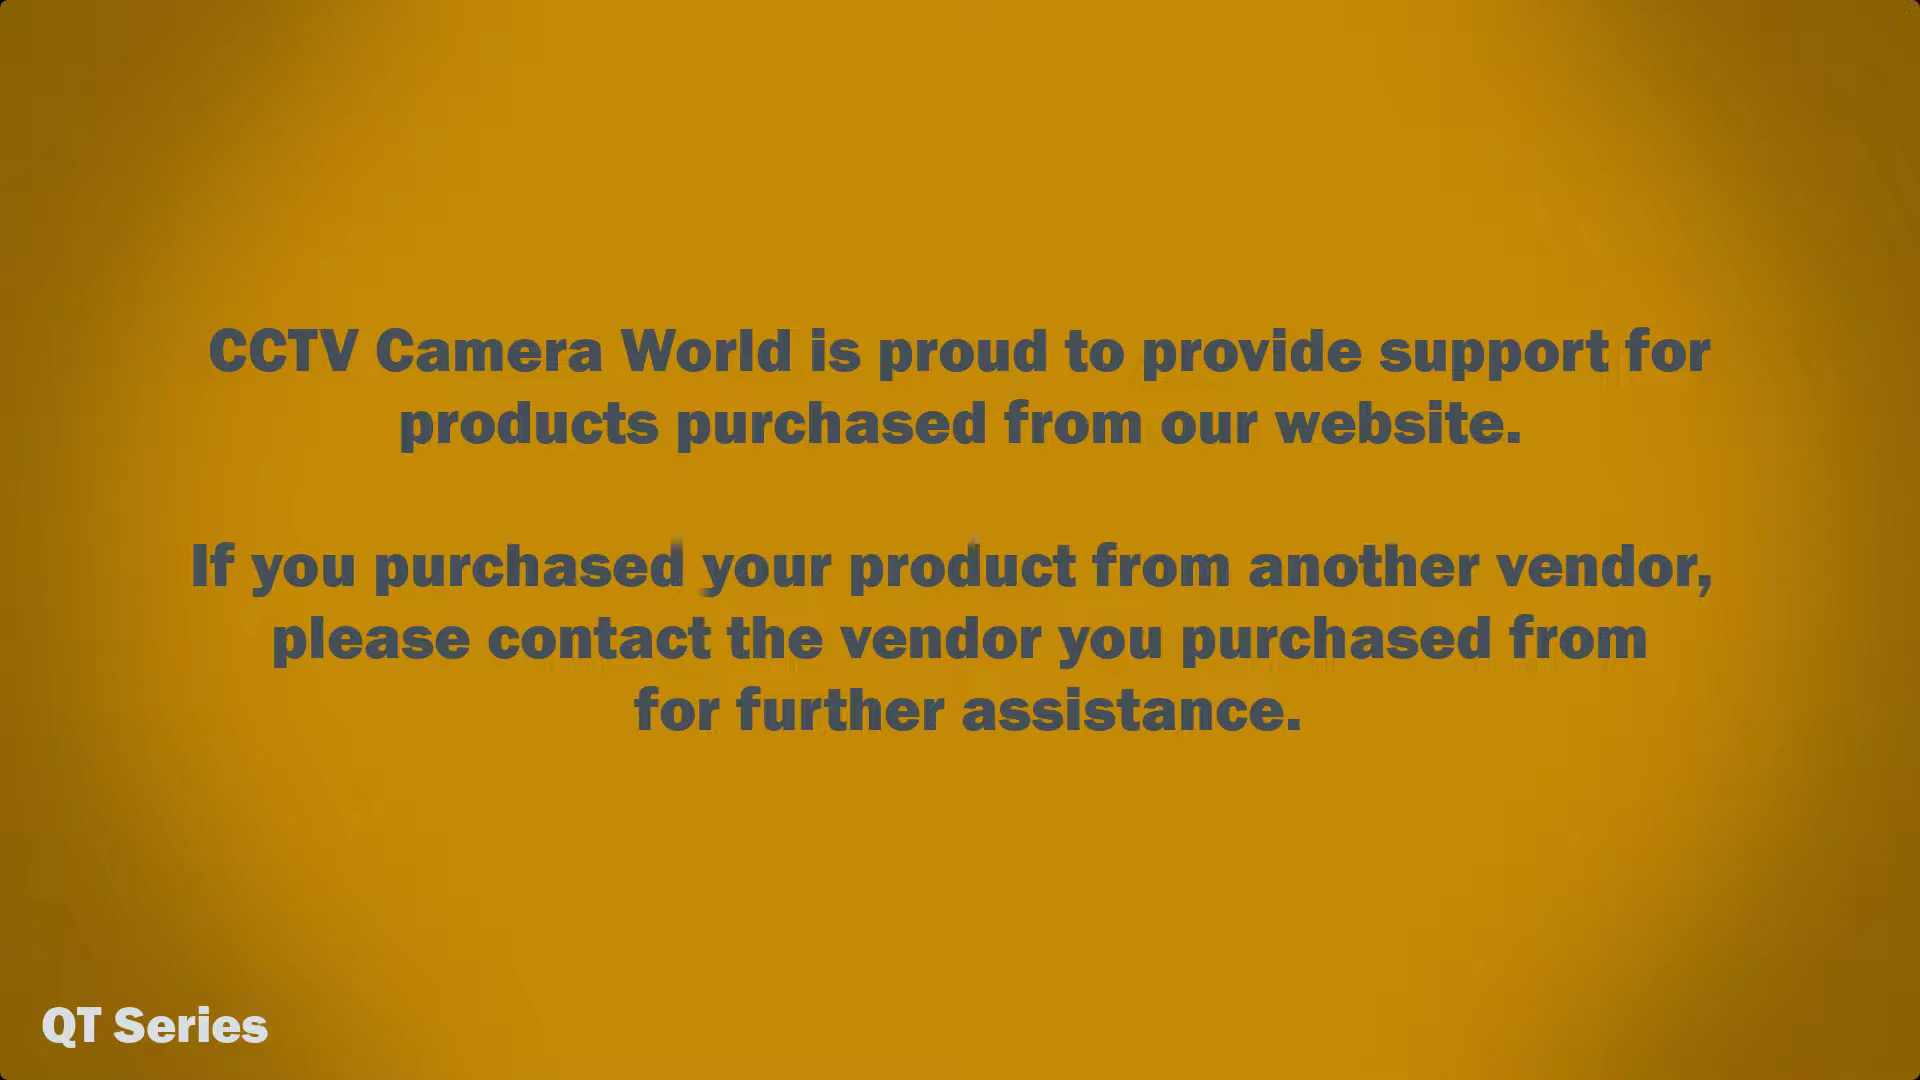 CCTV Camera World is proud to provide support for
products purchased from our website.
If you purchased your product from another vendor,
please contact the vendor you purchased from
for further assistance.
QT Series